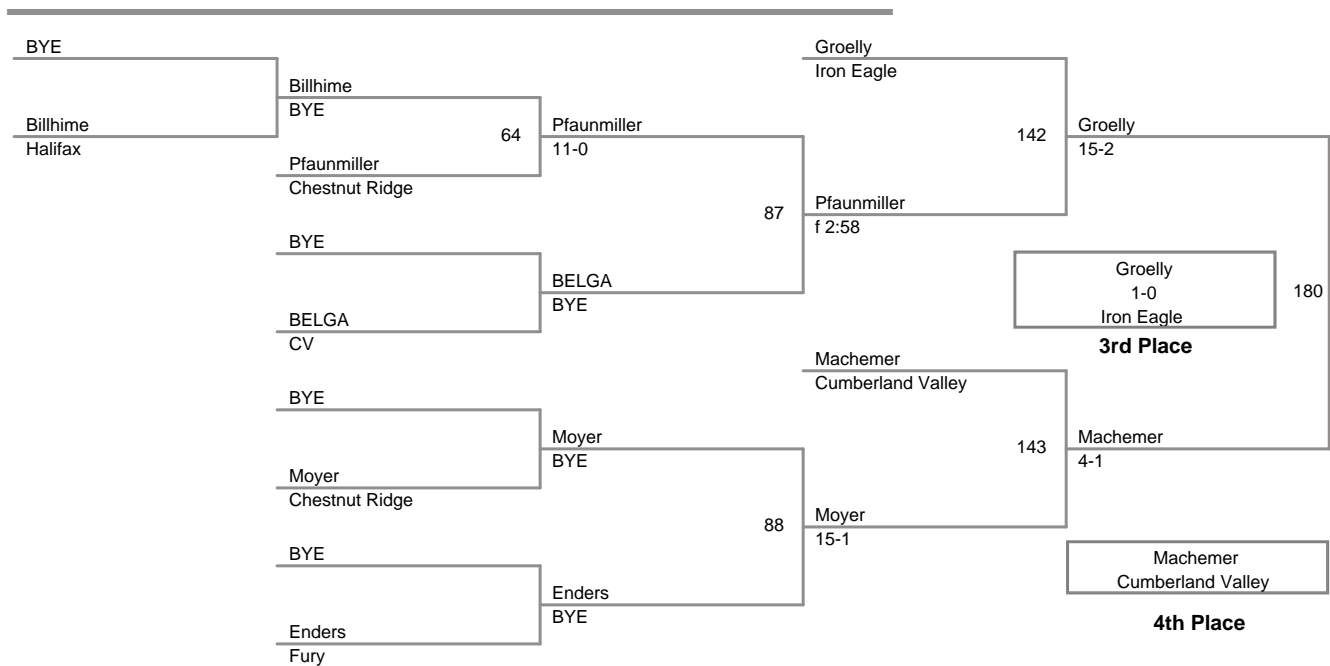 BYE
Billhime
Halifax
Billhime
BYE
64
Pfaunmiller
Chestnut Ridge
BYE
BELGA
CV
BYE
Moyer
Chestnut Ridge
BYE
Enders
Fury
Pfaunmiller
11-0
87
BELGA
BYE
Moyer
BYE
88
Enders
BYE
Groelly
Iron Eagle
142
Pfaunmiller
f 2:58
Machemer
Cumberland Valley
143
Moyer
15-1
Groelly
15-2
Groelly
1-0
Iron Eagle
180
3rd Place
Machemer
4-1
Machemer
Cumberland Valley
4th Place